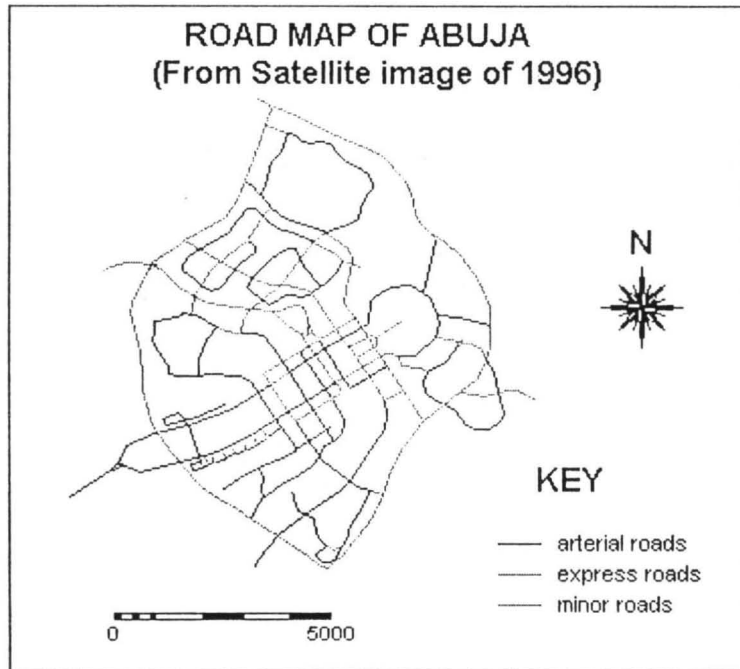 ROAD MAP OF ABUJA
(From Satellite image of 1996)
N
KEY
arterial roads
express roads
minor roads
0 5000